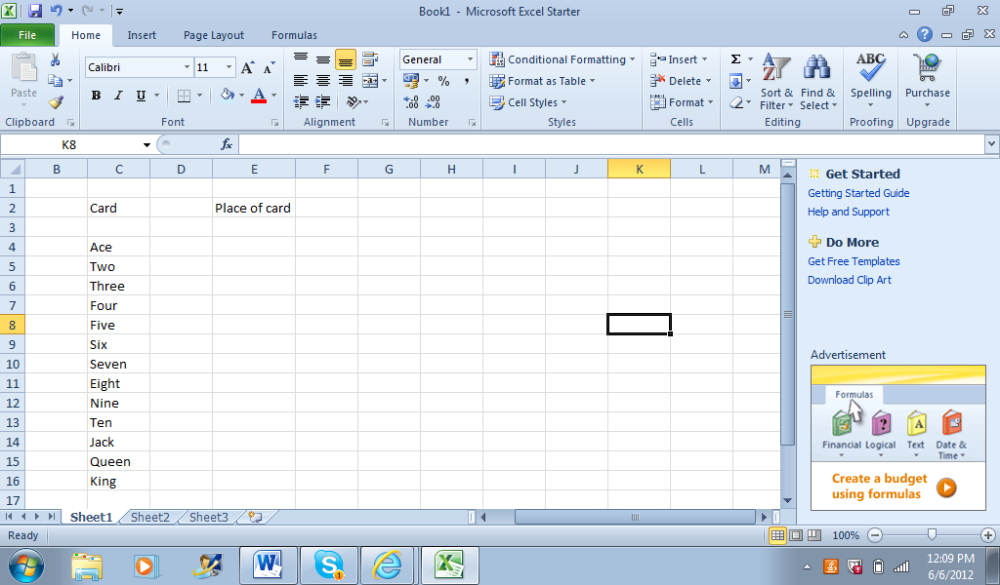 Book1 - Microsoft Excel Starter
File Home Insert Page Layout Formulas
Paste
Calibri 11
B I U
General
% ,
Conditional Formatting
Format as Table
Cell Styles
Insert
Delete
Format
Σ
Sort & Filter
Find & Select
ABC
Spelling
Purchase
Clipboard Font Alignment Number Styles Cells Editing Proofing Upgrade
K8 fx
B C D E F G H I J K L M
1
2 Card Place of card
3
4 Ace
5 Two
6 Three
7 Four
8 Five
9 Six
10 Seven
11 Eight
12 Nine
13 Ten
14 Jack
15 Queen
16 King
17
Get Started
Getting Started Guide
Help and Support
Do More
Get Free Templates
Download Clip Art
Advertisement
Formulas
Financial Logical Text Date &
Time
Create a budget
using formulas
Sheet1 Sheet2 Sheet3
Ready 100%
12:09 PM
6/6/2012